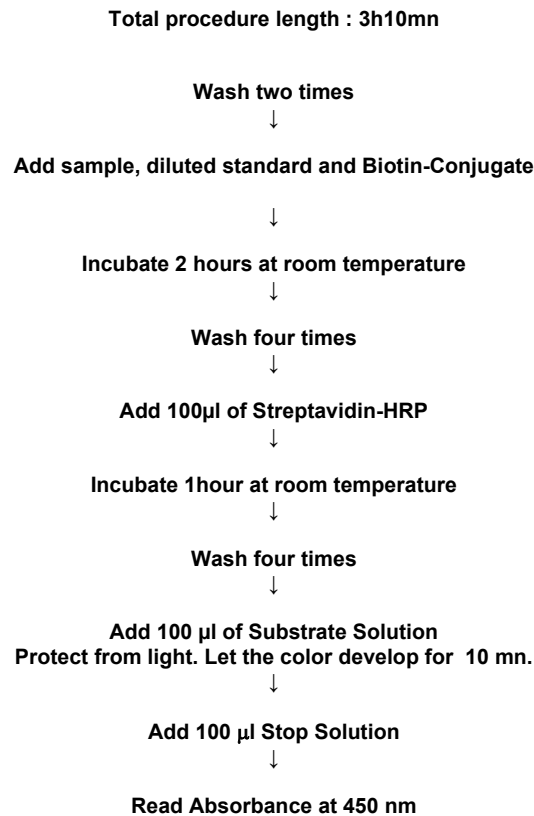 Total procedure length : 3h10mn
Wash two times
↓
Add sample, diluted standard and Biotin-Conjugate
↓
Incubate 2 hours at room temperature
↓
Wash four times
↓
Add 100µl of Streptavidin-HRP
↓
Incubate 1hour at room temperature
↓
Wash four times
↓
Add 100 µl of Substrate Solution
Protect from light. Let the color develop for 10 mn.
↓
Add 100 µl Stop Solution
↓
Read Absorbance at 450 nm